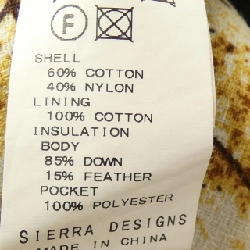 F
SHELL
60% COTTON
40% NYLON
LINING
100% COTTON
INSULATION
BODY
85% DOWN
15% FEATHER
POCKET
100% POLYESTER
SIERRA DESIGNS
MADE IN CHINA